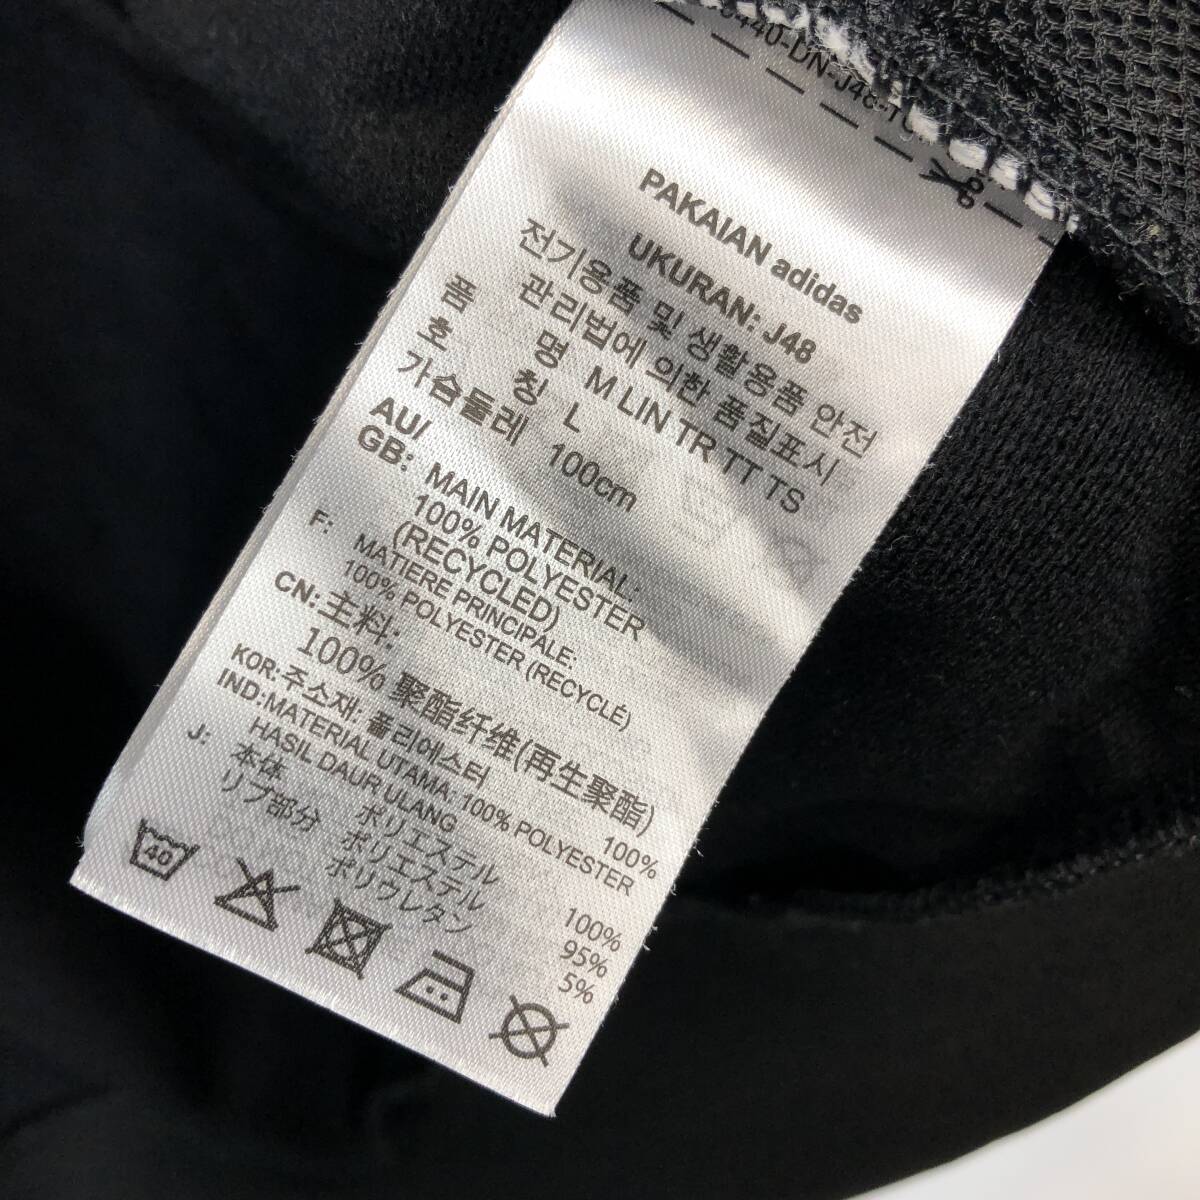 PAKAIAN adidas
UKURAN: J48
전기용품 및 생활용품 안전
관리법에 의한 품질표시
품 명 M LIN TR TT TS
호 칭 L
가슴둘레 100cm
AU/
GB: MAIN MATERIAL:
100% POLYESTER
(RECYCLED)
F: MATIERE PRINCIPALE:
100% POLYESTER (RECYCLÉ)
CN: 主料:
100% 聚酯纤维(再生聚酯)
KOR: 주소재: 폴리에스터 100%
IND: MATERIAL UTAMA: 100% POLYESTER
HASIL DAUR ULANG
J: 本体 ポリエステル 100%
リブ部分 ポリエステル 95%
ポリウレタン 5%
40